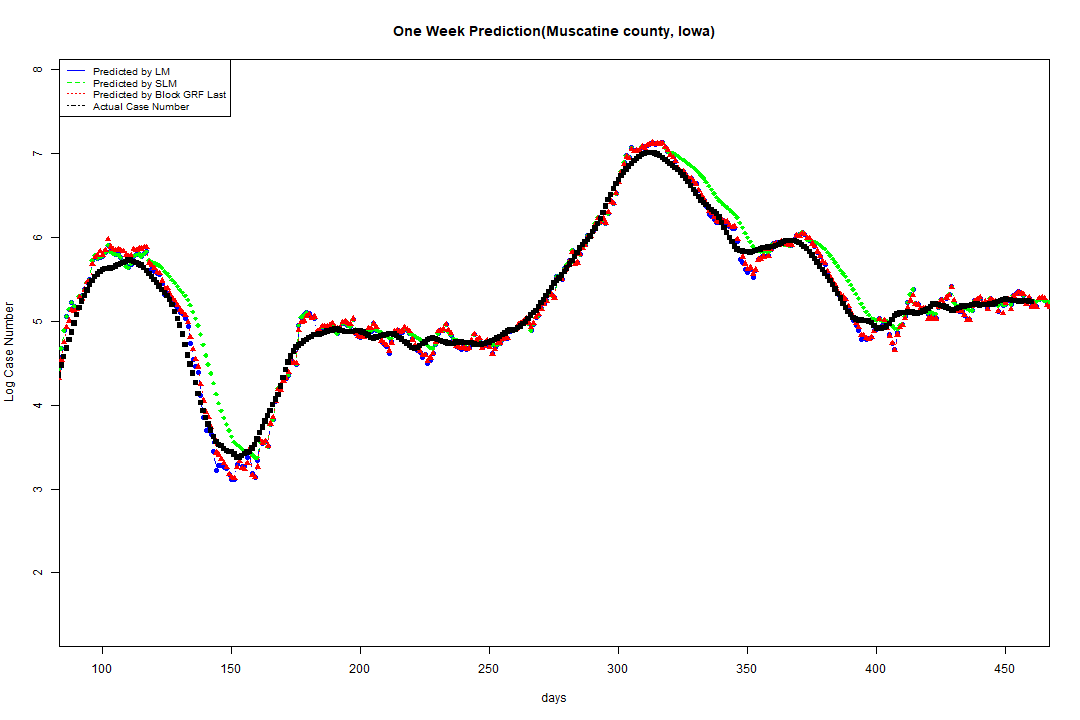 One Week Prediction(Muscatine county, Iowa)
Predicted by LM
Predicted by SLM
Predicted by Block GRF Last
Actual Case Number
8
7
6
5
4
3
2
Log Case Number
100 150 200 250 300 350 400 450
days